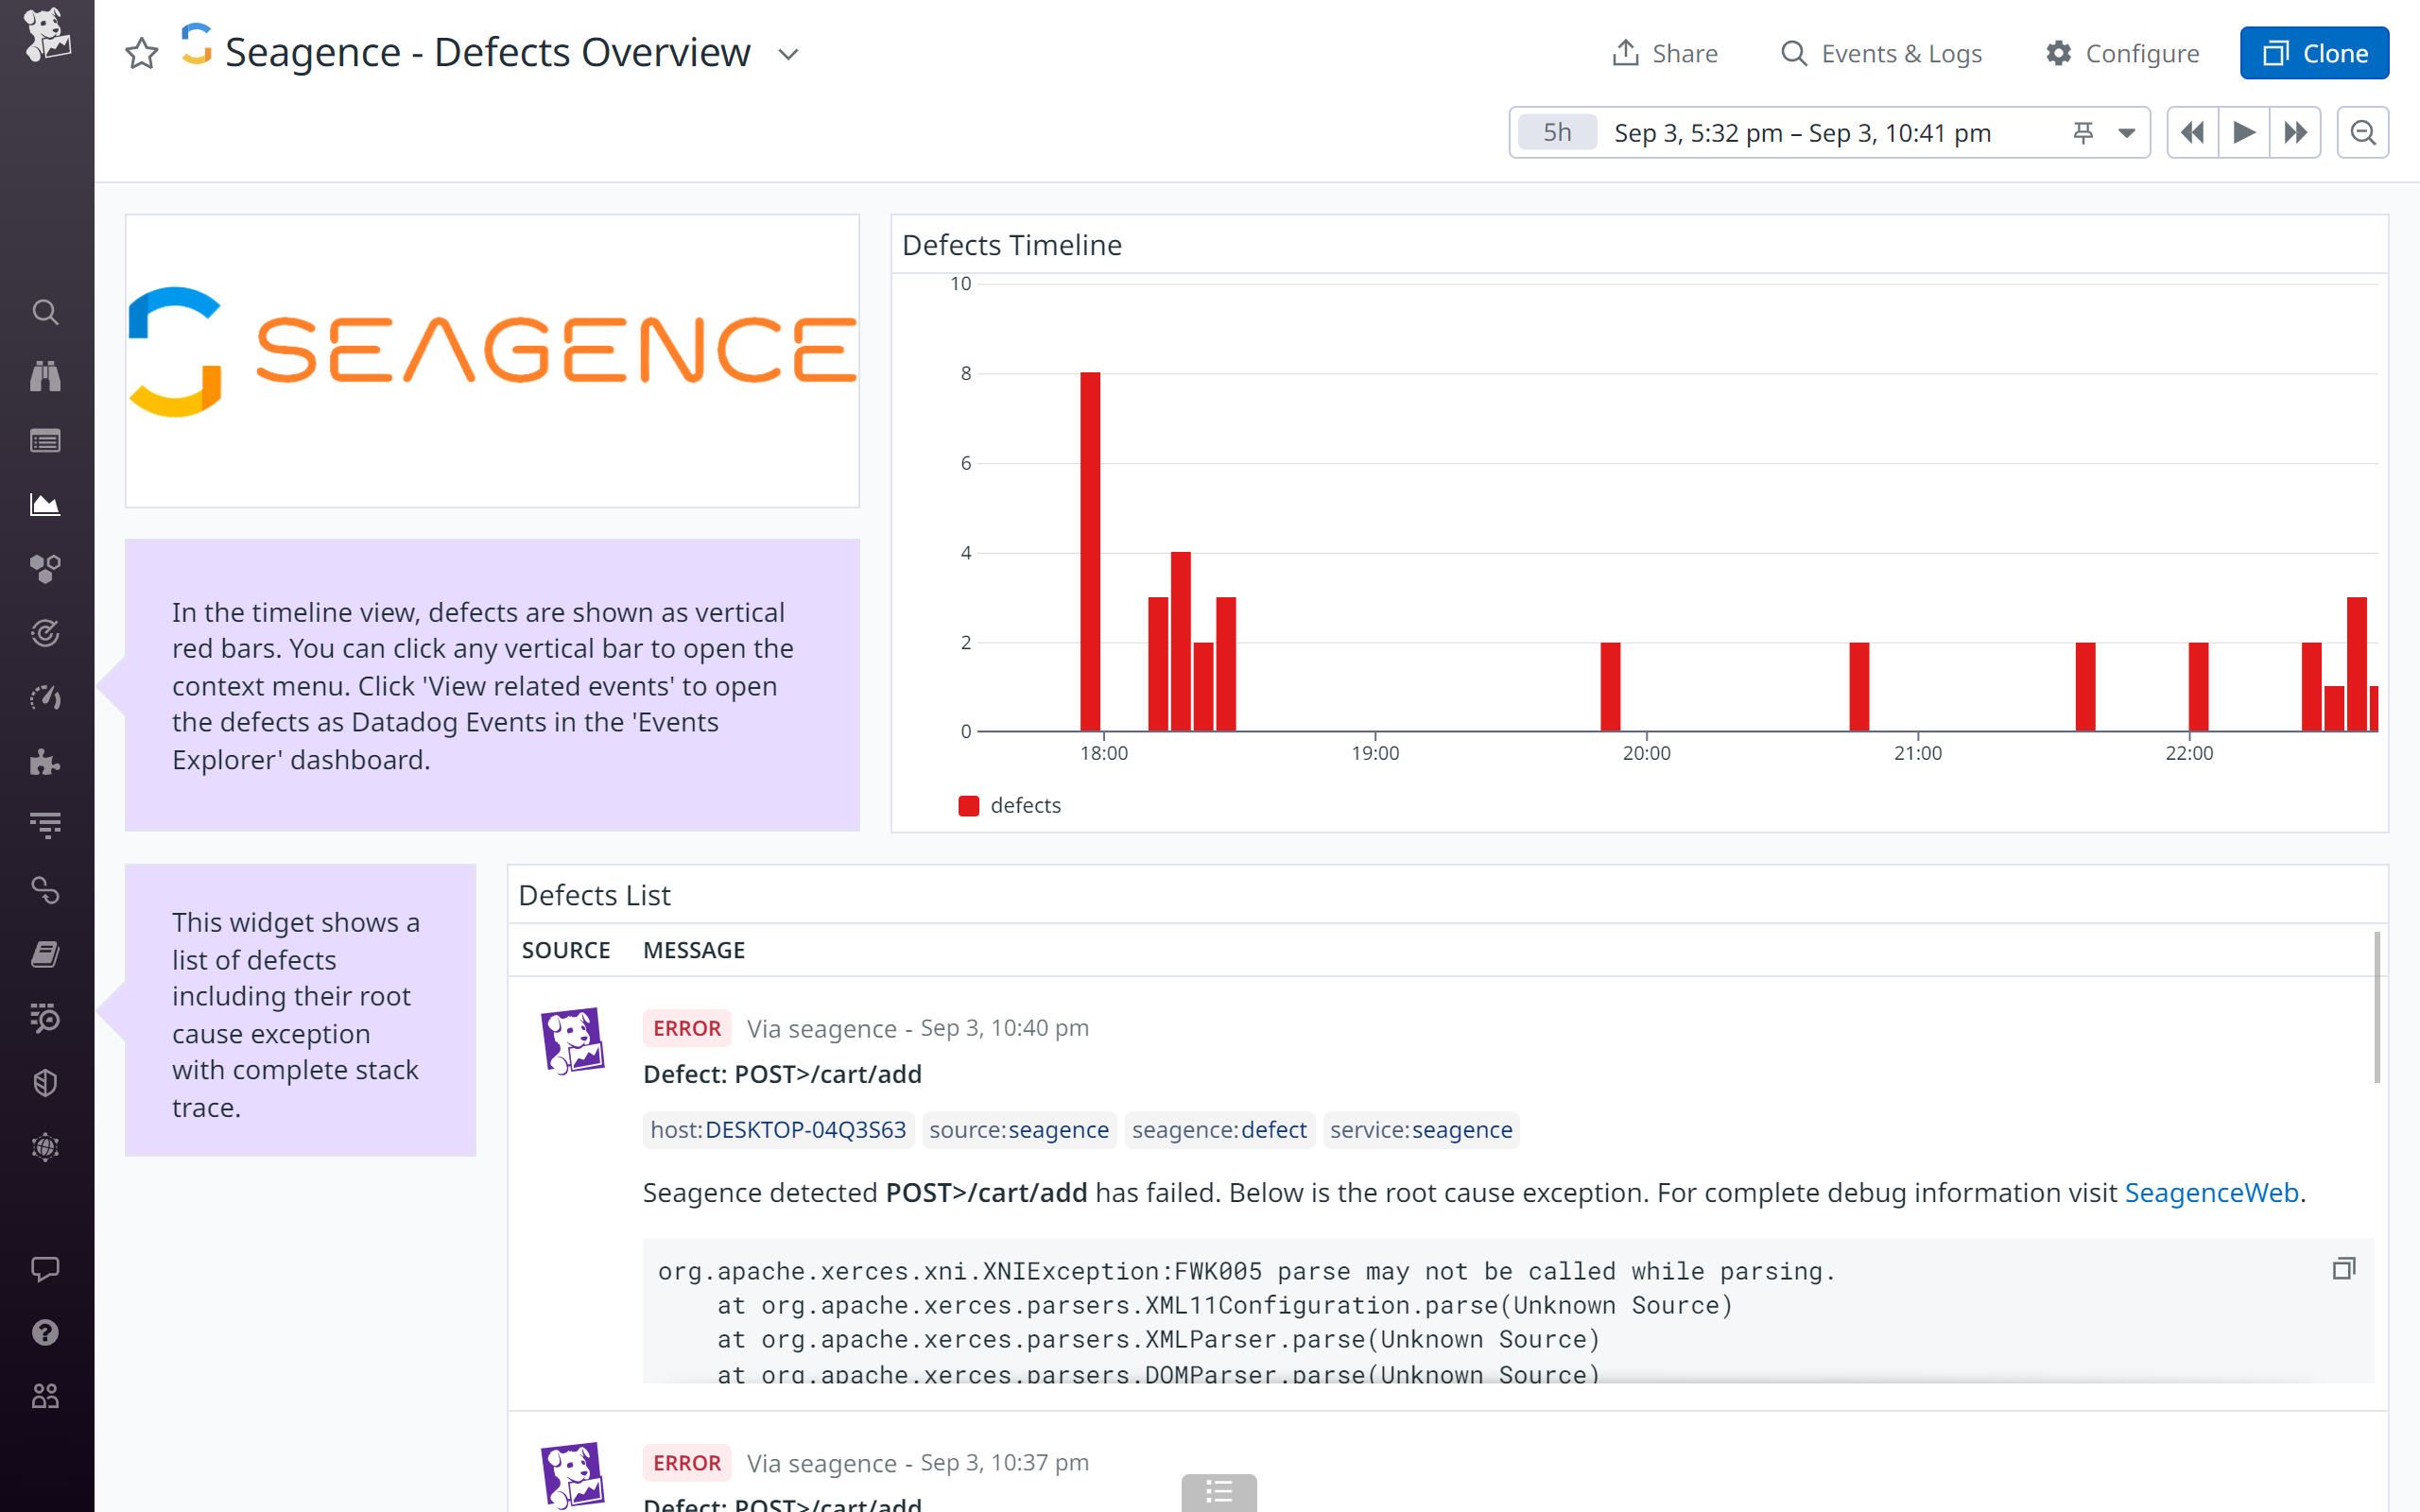 Seagence - Defects Overview
Share
Events & Logs
Configure
Clone
5h
Sep 3, 5:32 pm – Sep 3, 10:41 pm
SEAGENCE
In the timeline view, defects are shown as vertical
red bars. You can click any vertical bar to open the
context menu. Click 'View related events' to open
the defects as Datadog Events in the 'Events
Explorer' dashboard.
Defects Timeline
10
8
6
4
2
0
18:00
19:00
20:00
21:00
22:00
defects
This widget shows a
list of defects
including their root
cause exception
with complete stack
trace.
Defects List
SOURCE MESSAGE
ERROR Via seagence - Sep 3, 10:40 pm
Defect: POST>/cart/add
host:DESKTOP-04Q3S63 source:seagence seagence:defect service:seagence
Seagence detected POST>/cart/add has failed. Below is the root cause exception. For complete debug information visit SeagenceWeb.
org.apache.xerces.xni.XNIException:FWK005 parse may not be called while parsing.
at org.apache.xerces.parsers.XML11Configuration.parse(Unknown Source)
at org.apache.xerces.parsers.XMLParser.parse(Unknown Source)
at org.apache.xerces.parsers.DOMParser.parse(Unknown Source)
ERROR Via seagence - Sep 3, 10:37 pm
Defect: POST>/cart/add